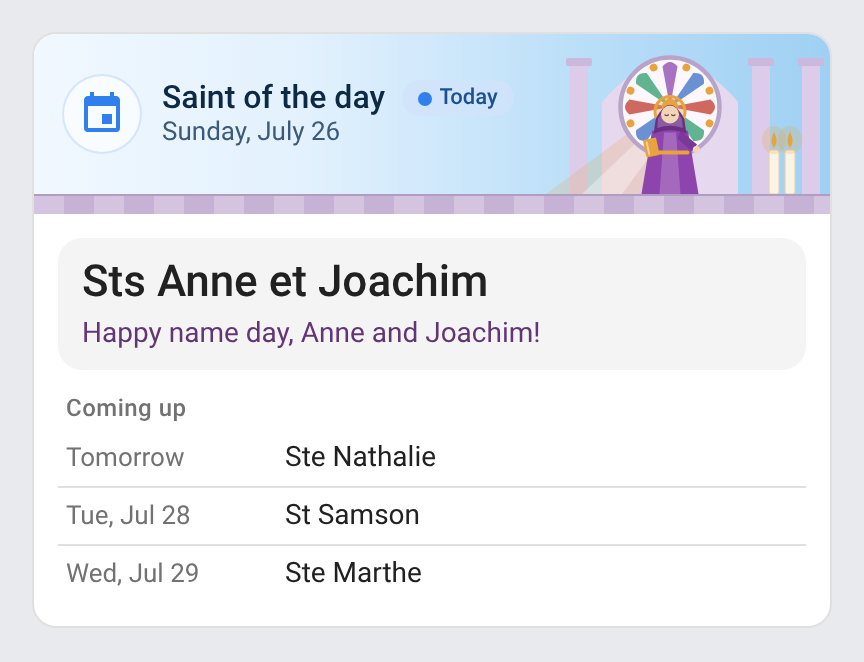 Saint of the day
Today
Sunday, July 26
Sts Anne et Joachim
Happy name day, Anne and Joachim!
Coming up
Tomorrow Ste Nathalie
Tue, Jul 28 St Samson
Wed, Jul 29 Ste Marthe